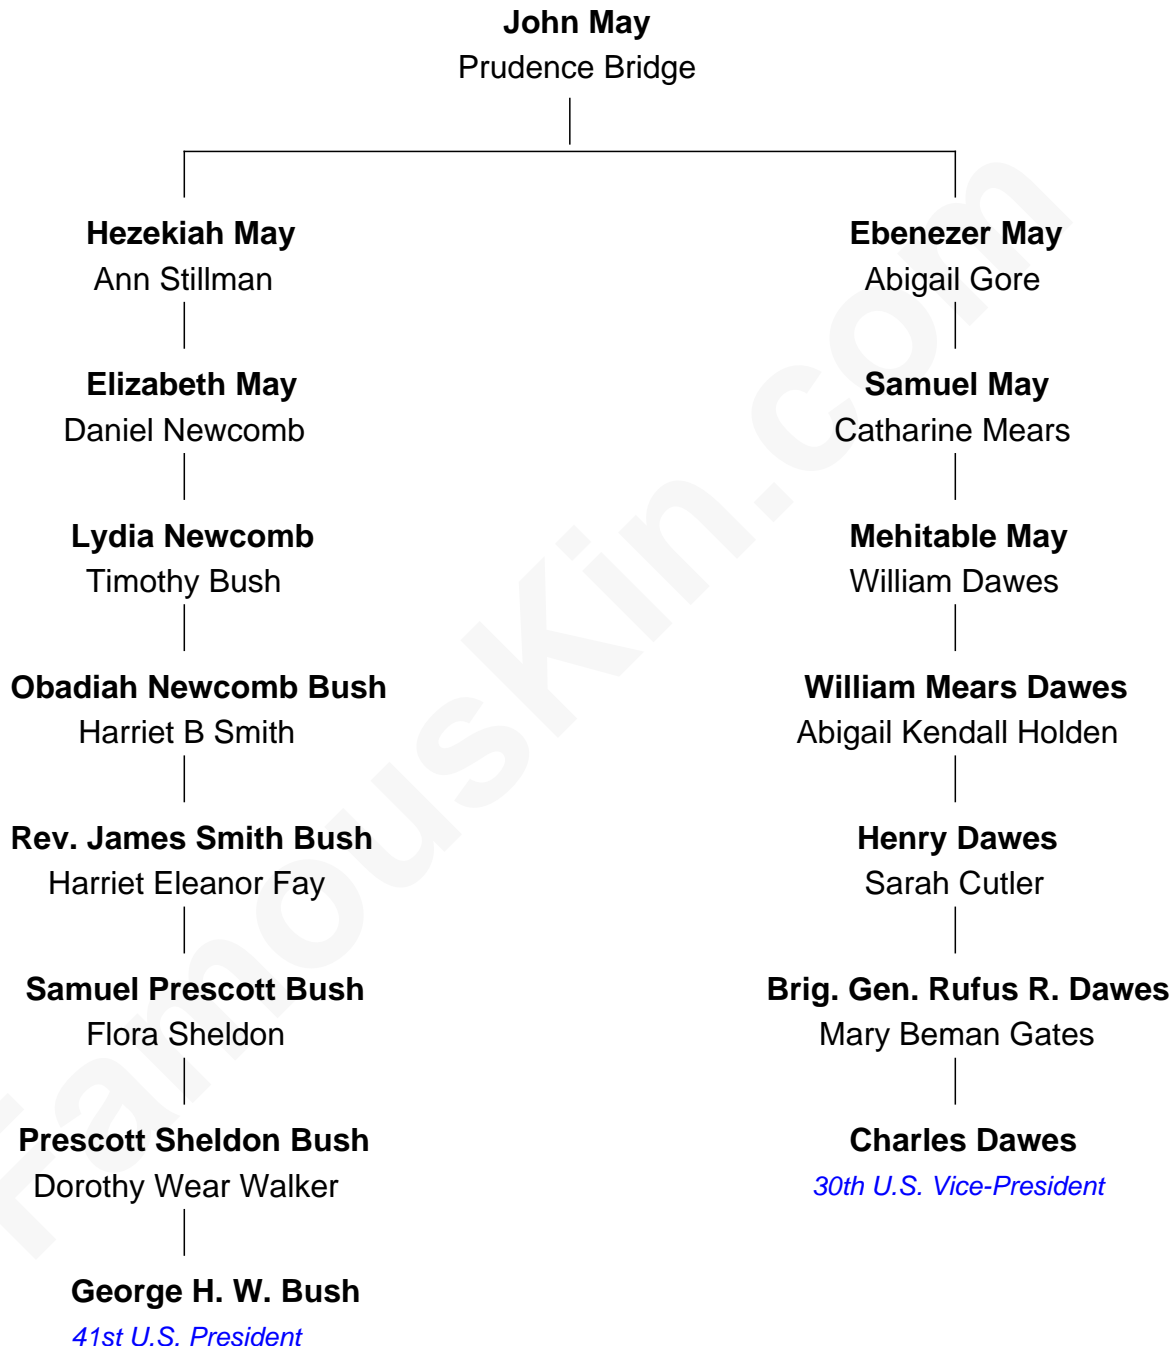 John May
Prudence Bridge
Hezekiah May
Ann Stillman
Ebenezer May
Abigail Gore
Elizabeth May
Daniel Newcomb
Samuel May
Catharine Mears
Lydia Newcomb
Timothy Bush
Mehitable May
William Dawes
Obadiah Newcomb Bush
Harriet B Smith
William Mears Dawes
Abigail Kendall Holden
Rev. James Smith Bush
Harriet Eleanor Fay
Henry Dawes
Sarah Cutler
Samuel Prescott Bush
Flora Sheldon
Brig. Gen. Rufus R. Dawes
Mary Beman Gates
Prescott Sheldon Bush
Dorothy Wear Walker
Charles Dawes
30th U.S. Vice-President
George H. W. Bush
41st U.S. President
FamousKin.com